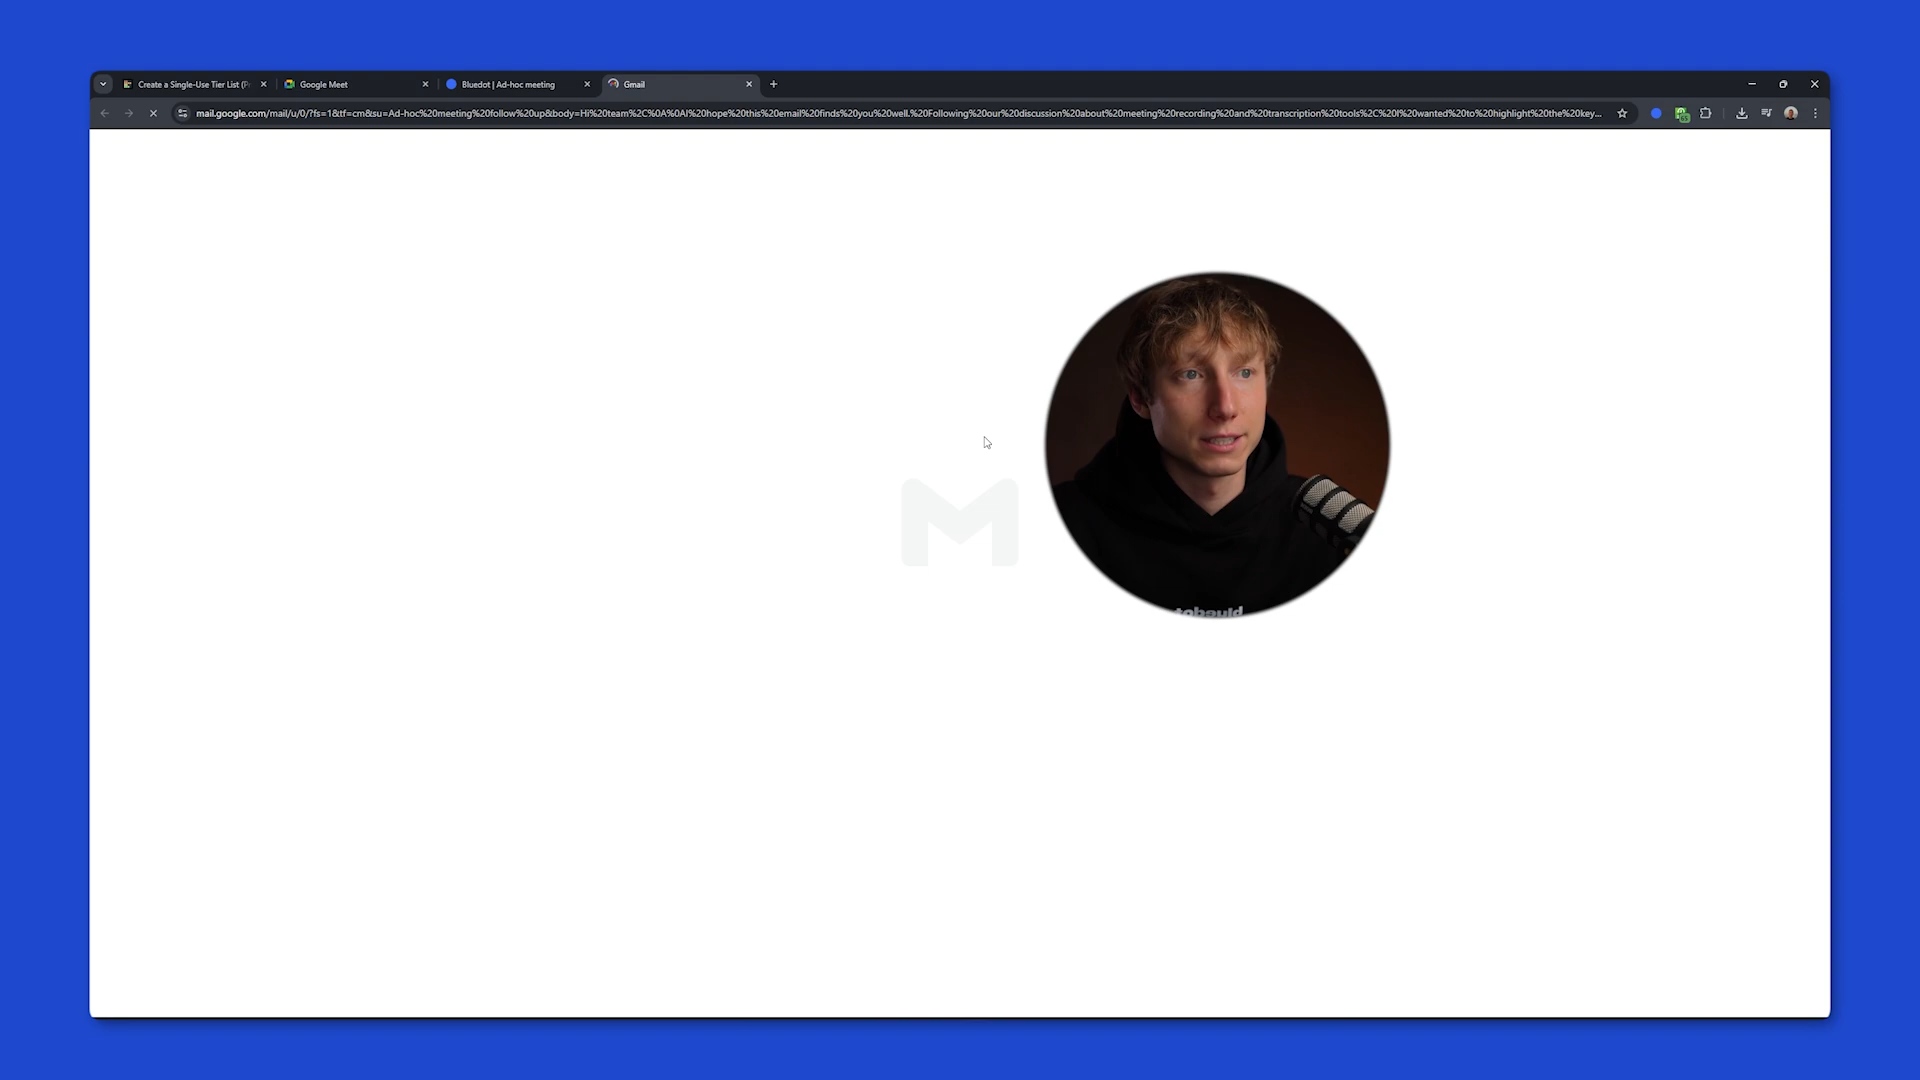 Create a Single-Use Tier List (P
Google Meet
Bluedot | Ad-hoc meeting
Gmail
mail.google.com/mail/u/0/?fs=1&tf=cm&su=Ad-hoc%20meeting%20follow%20up&body=Hi%20team%2C%0A%0AI%20hope%20this%20email%20finds%20you%20well.%20Following%20our%20discussion%20about%20meeting%20recording%20and%20transcription%20tools%2C%20I%20wanted%20to%20highlight%20the%20key...
65
M
bluedot